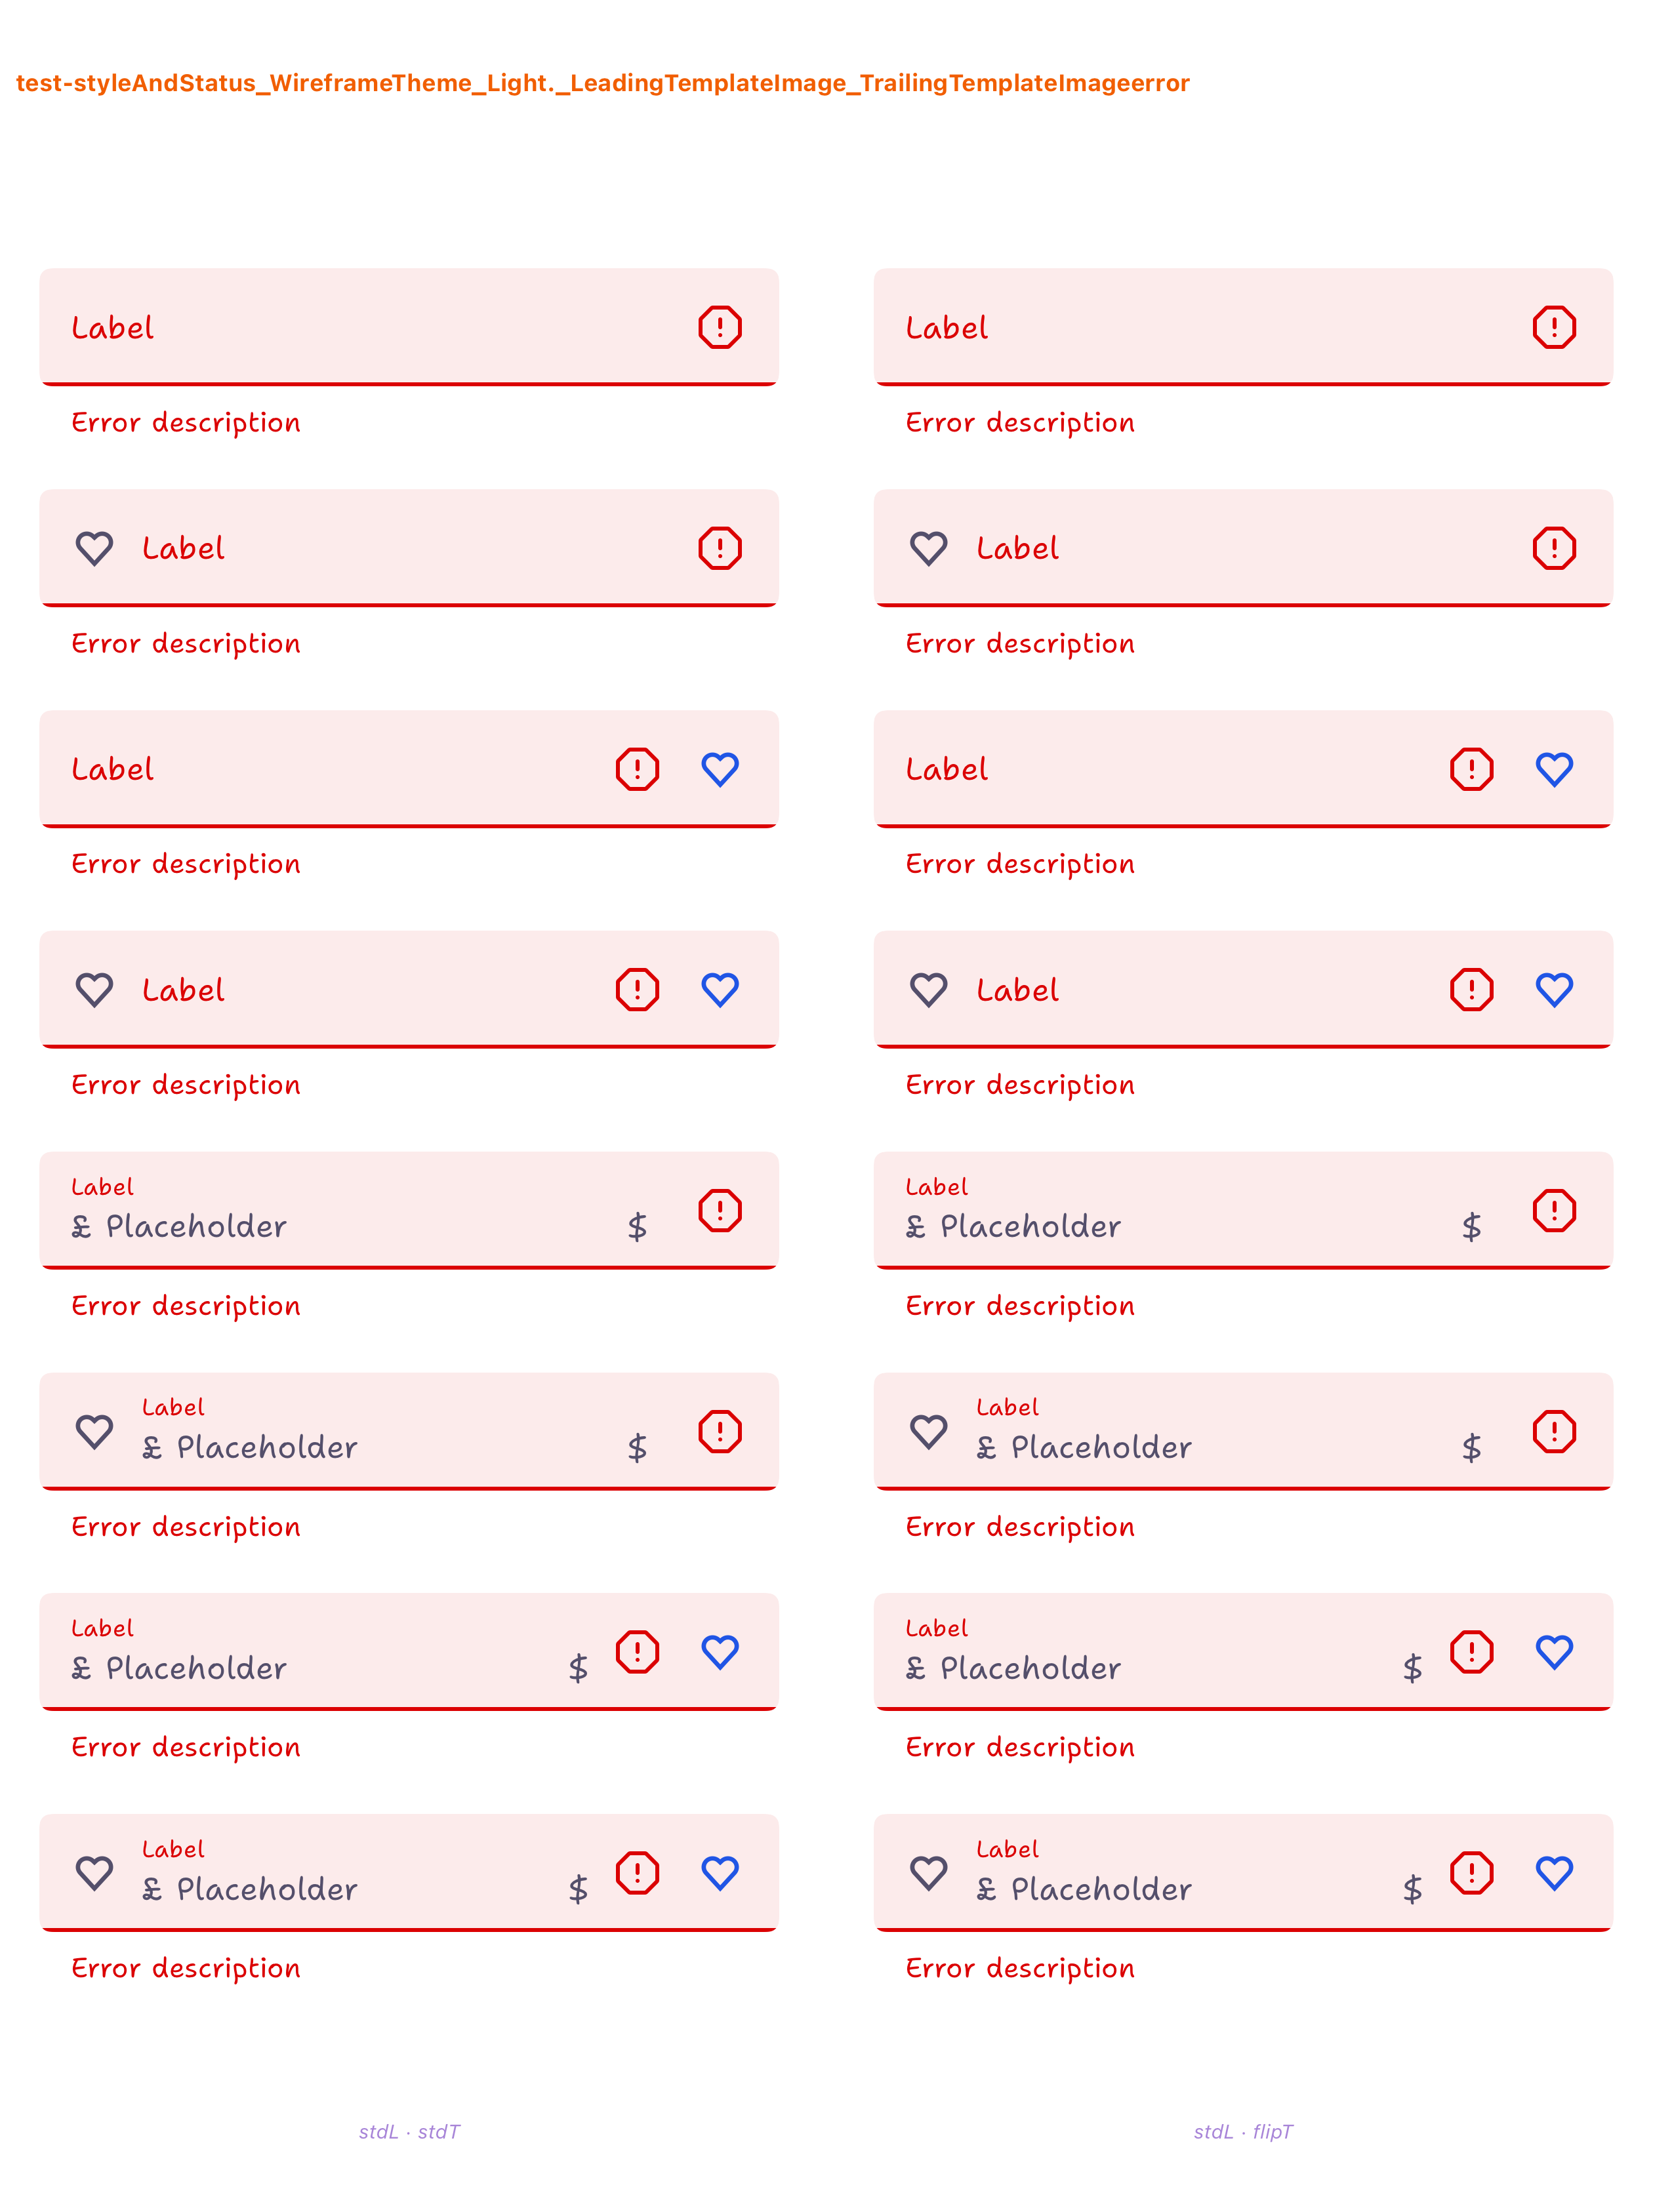 test-styleAndStatus_WireframeTheme_Light._LeadingTemplateImage_TrailingTemplateImageerror
Label
Label
Error description
Error description
Label
Label
Error description
Error description
Label
Label
Error description
Error description
Label
Label
Error description
Error description
Label
Label
£ Placeholder $
£ Placeholder $
Error description
Error description
Label
Label
£ Placeholder $
£ Placeholder $
Error description
Error description
Label
Label
£ Placeholder $
£ Placeholder $
Error description
Error description
Label
Label
£ Placeholder $
£ Placeholder $
Error description
Error description
stdL · stdT
stdL · flipT